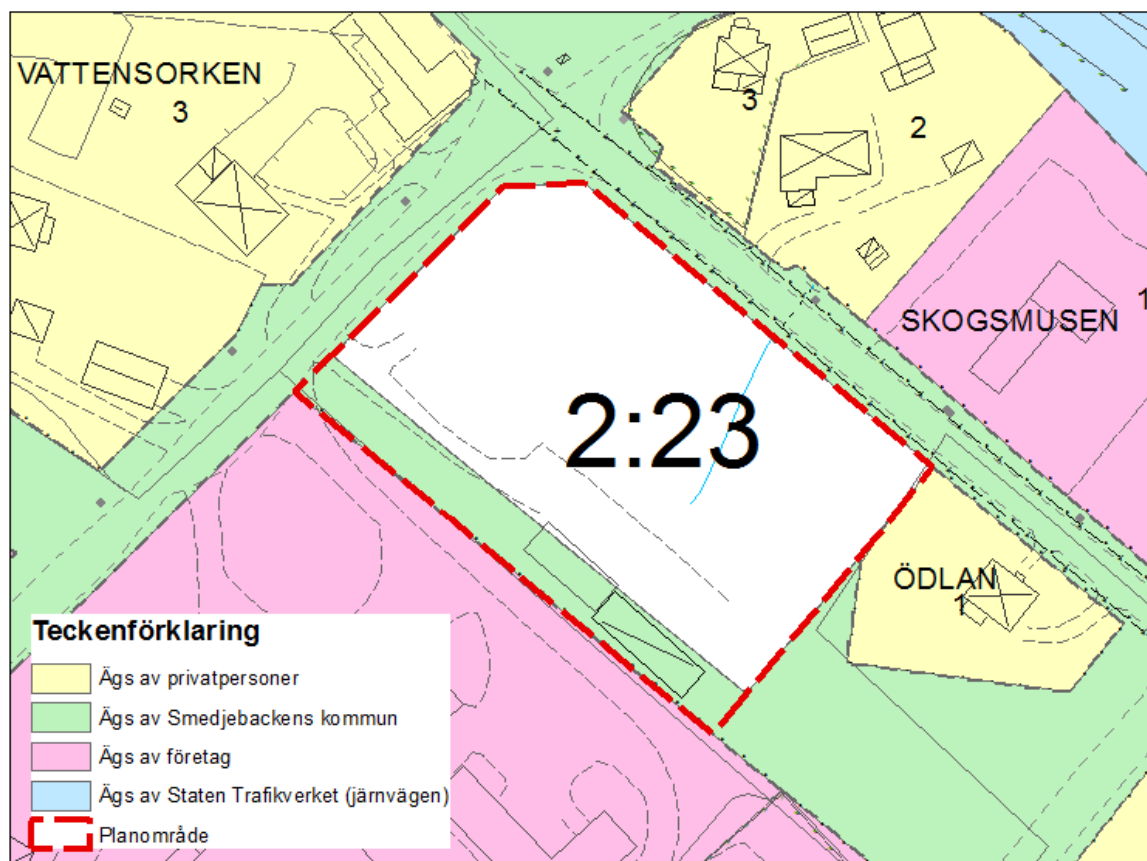 VATTENSORKEN
3
3
2
1
SKOGSMUSEN
2:23
ÖDLAN
1
Teckenförklaring
Ägs av privatpersoner
Ägs av Smedjebackens kommun
Ägs av företag
Ägs av Staten Trafikverket (järnvägen)
Planområde